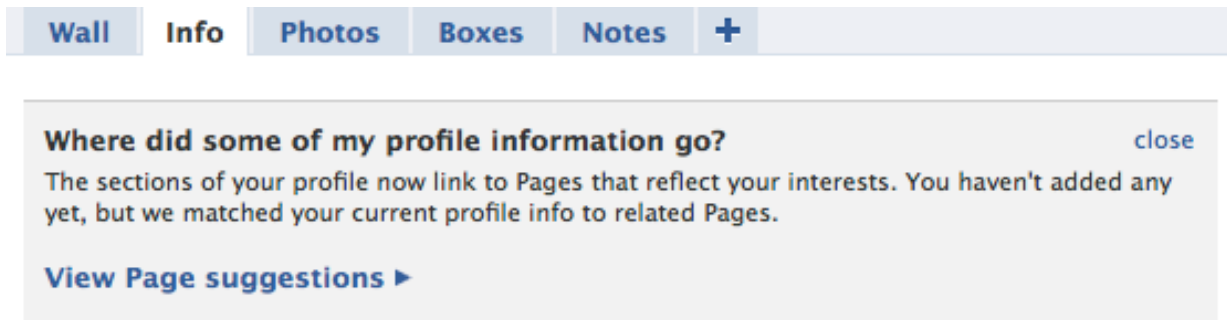 Wall Info Photos Boxes Notes +
Where did some of my profile information go? close
The sections of your profile now link to Pages that reflect your interests. You haven't added any
yet, but we matched your current profile info to related Pages.
View Page suggestions ▶